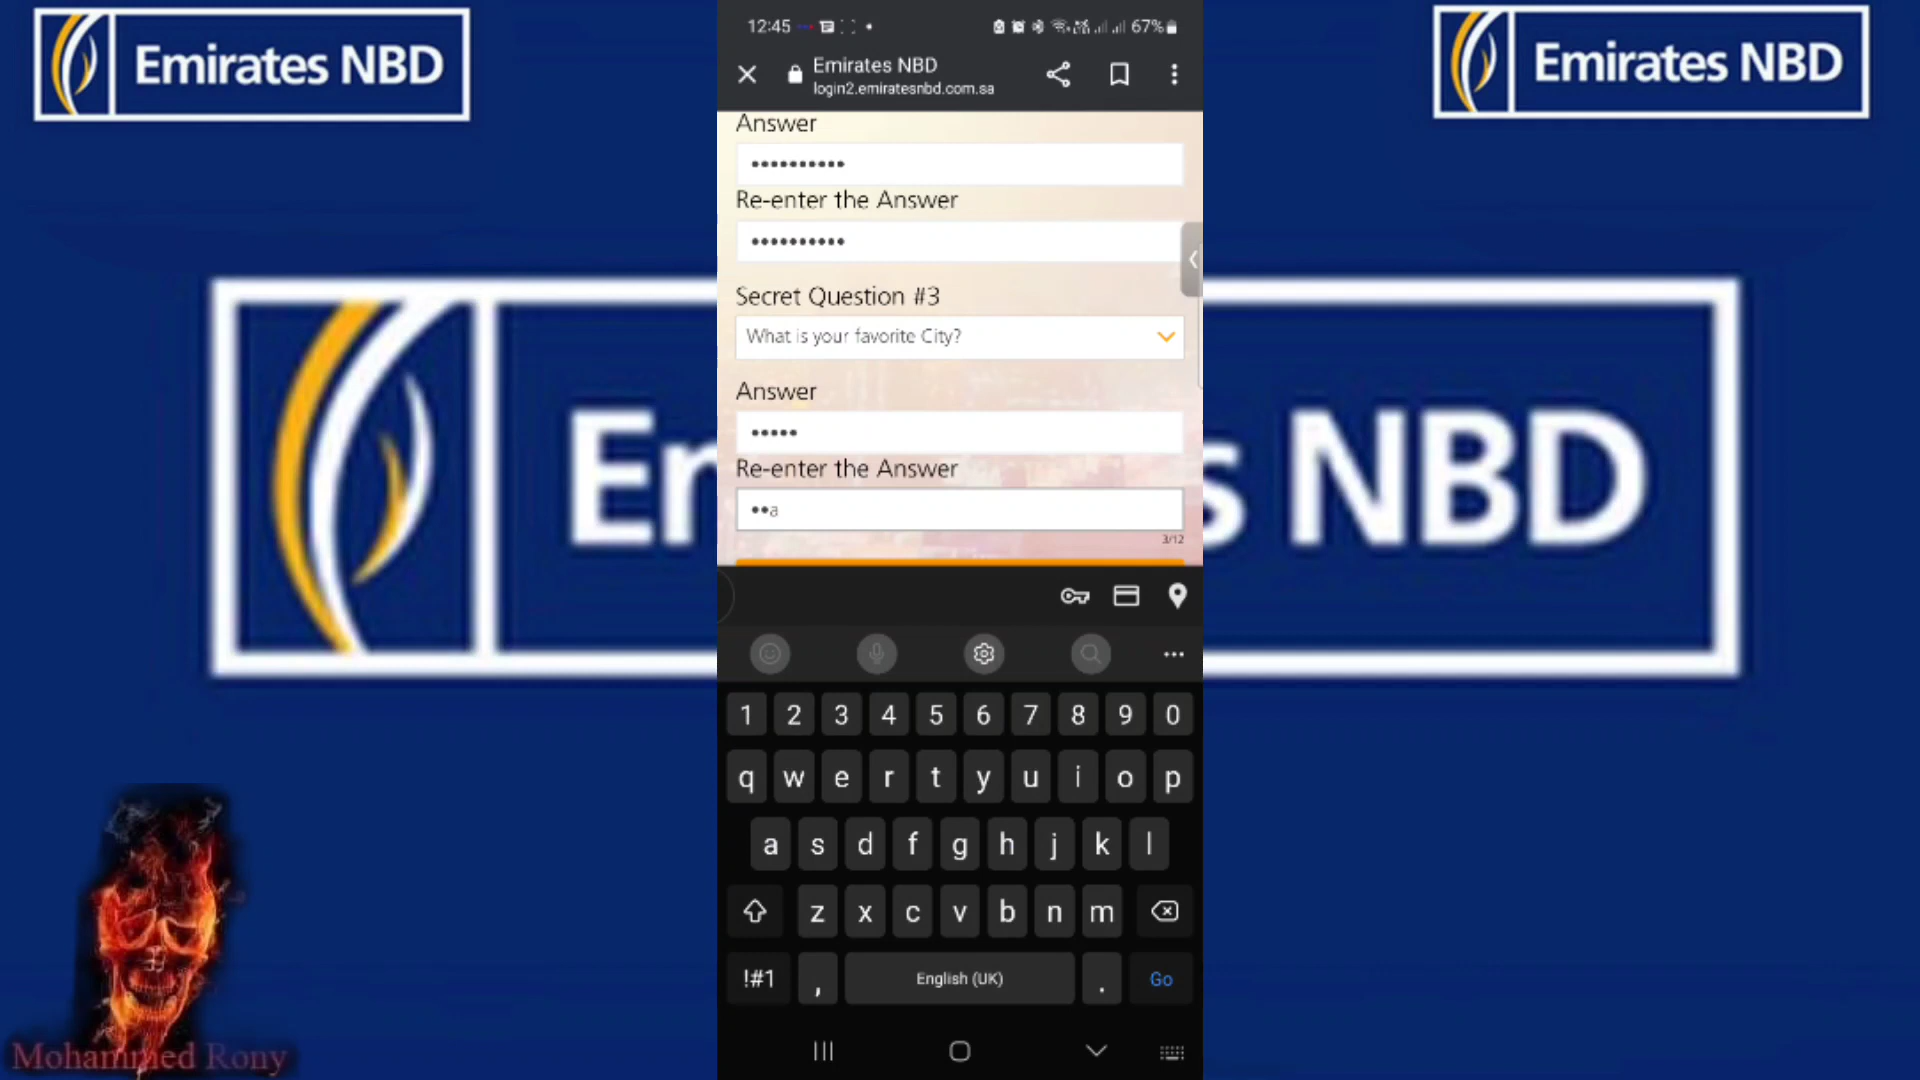 Emirates NBD
Emirates NBD
12:45
67%
Emirates NBD
login2.emiratesnbd.com.sa
Answer
••••••••••
Re-enter the Answer
••••••••••
Secret Question #3
What is your favorite City?
Answer
•••••
Re-enter the Answer
••a
3/12
Er
s NBD
1 2 3 4 5 6 7 8 9 0
q w e r t y u i o p
a s d f g h j k l
z x c v b n m
!#1 , English (UK) . Go
Mohammed Rony